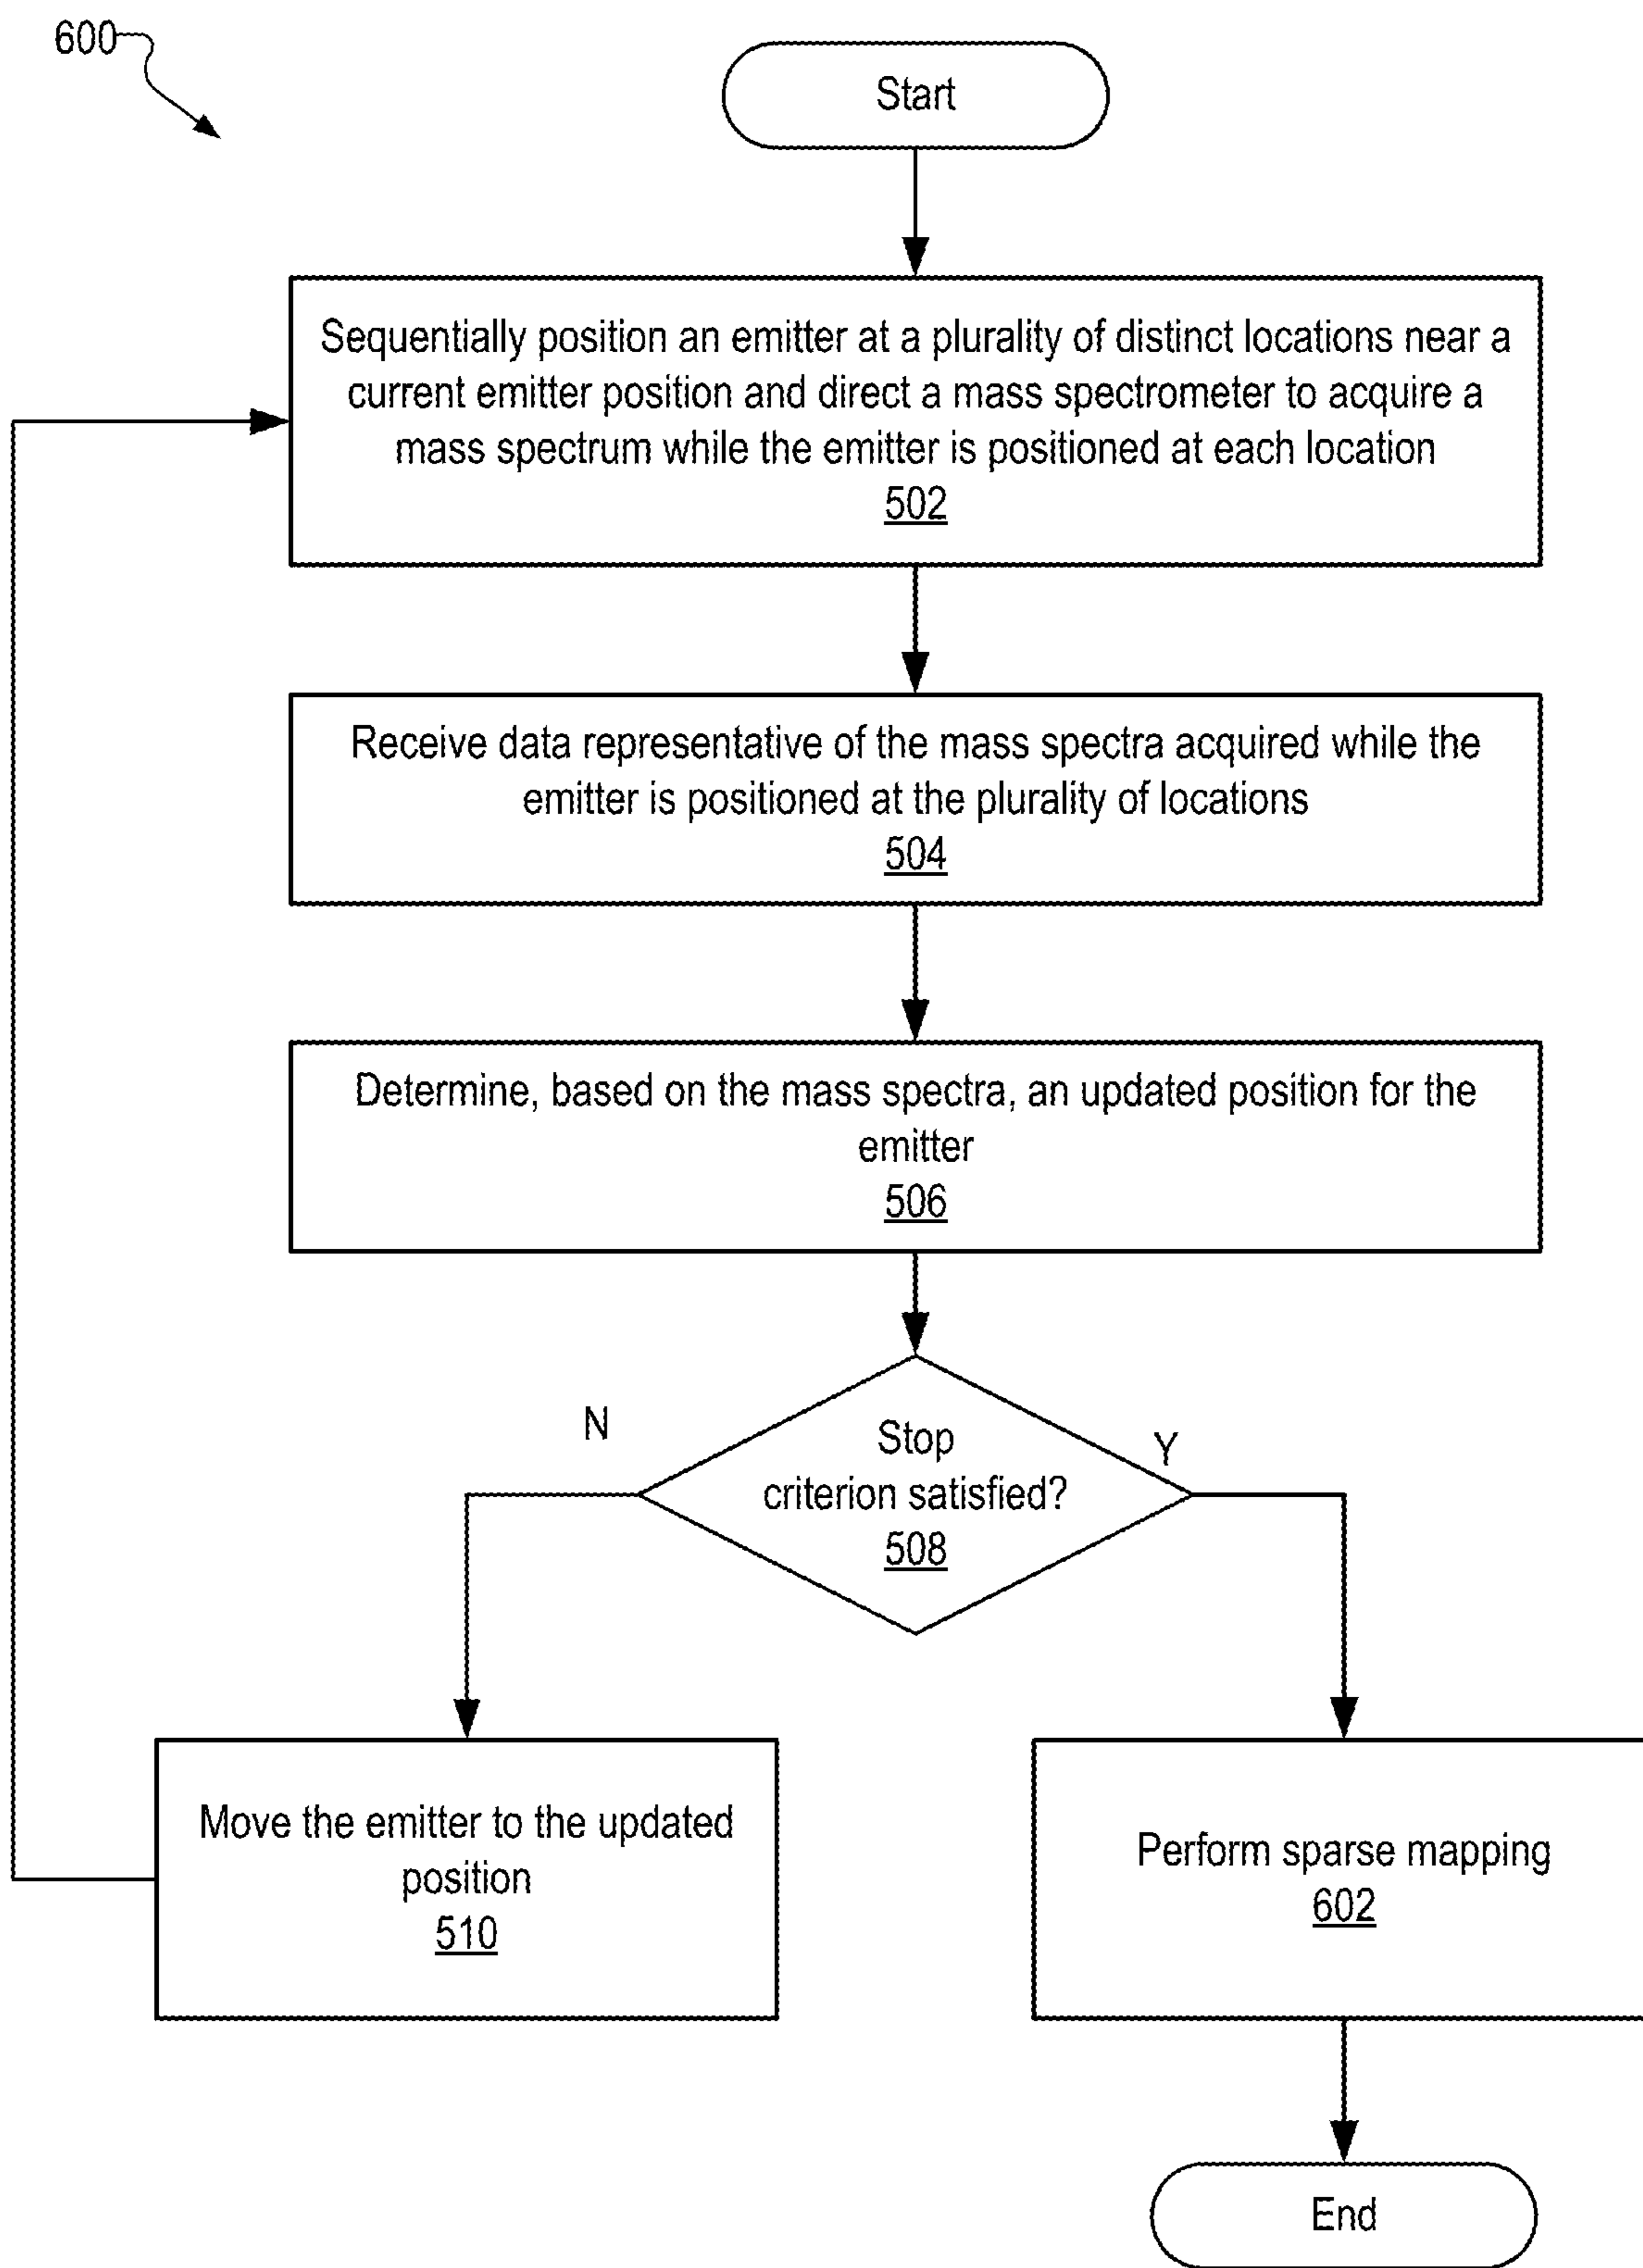 600
Start
Sequentially position an emitter at a plurality of distinct locations near a
current emitter position and direct a mass spectrometer to acquire a
mass spectrum while the emitter is positioned at each location
502
Receive data representative of the mass spectra acquired while the
emitter is positioned at the plurality of locations
504
Determine, based on the mass spectra, an updated position for the
emitter
506
N
Stop
criterion satisfied?
508
Y
Move the emitter to the updated
position
510
Perform sparse mapping
602
End